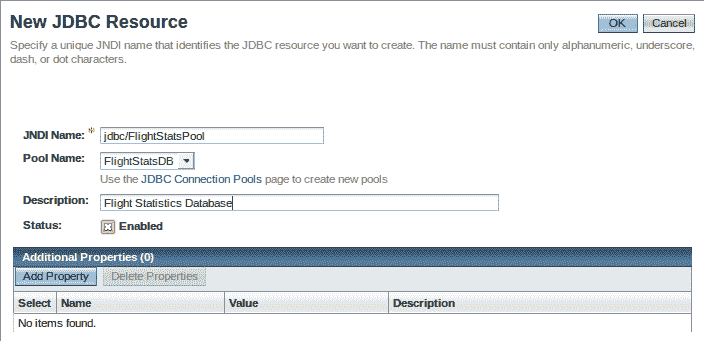 New JDBC Resource
OK Cancel
Specify a unique JNDI name that identifies the JDBC resource you want to create. The name must contain only alphanumeric, underscore,
dash, or dot characters.
JNDI Name: * jdbc/FlightStatsPool
Pool Name: FlightStatsDB
Use the JDBC Connection Pools page to create new pools
Description: Flight Statistics Database
Status: Enabled
Additional Properties (0)
Add Property Delete Properties
Select Name Value Description
No items found.